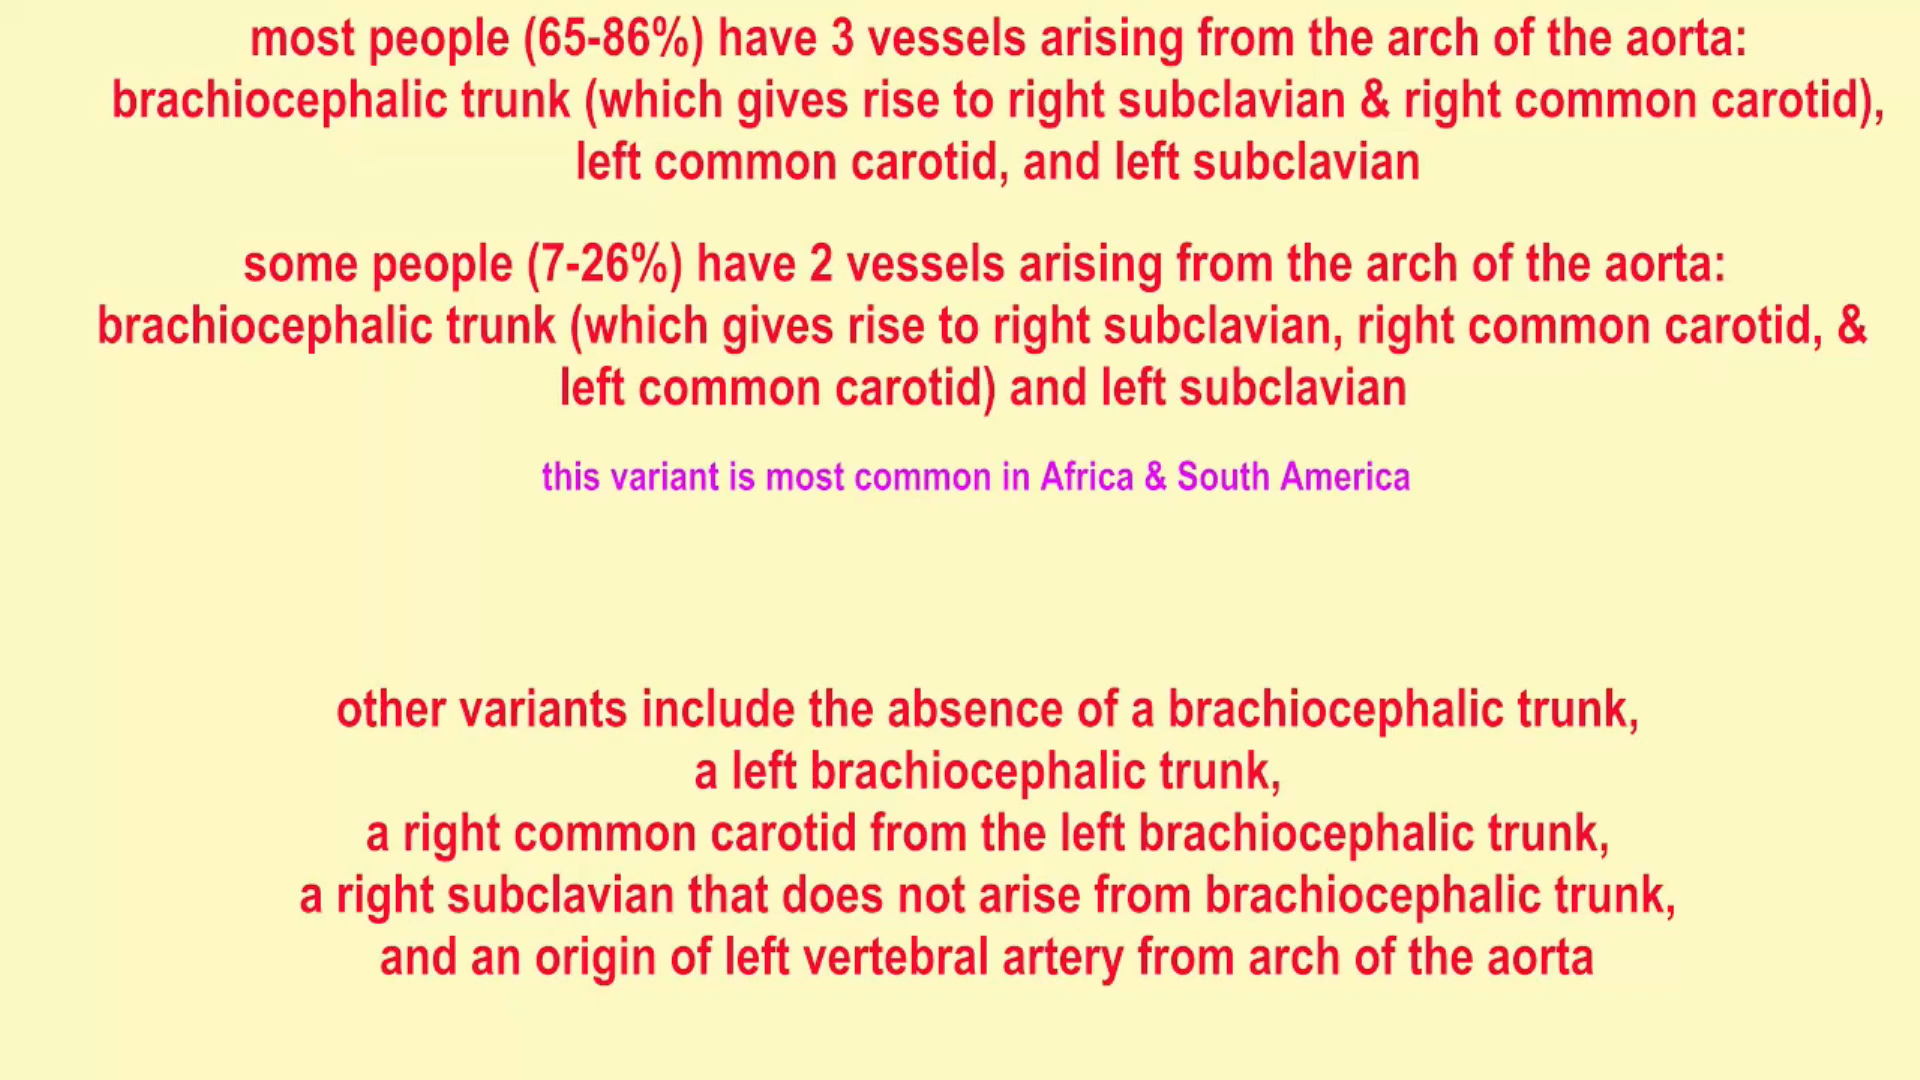 most people (65-86%) have 3 vessels arising from the arch of the aorta:
brachiocephalic trunk (which gives rise to right subclavian & right common carotid),
left common carotid, and left subclavian
some people (7-26%) have 2 vessels arising from the arch of the aorta:
brachiocephalic trunk (which gives rise to right subclavian, right common carotid, &
left common carotid) and left subclavian
this variant is most common in Africa & South America
other variants include the absence of a brachiocephalic trunk,
a left brachiocephalic trunk,
a right common carotid from the left brachiocephalic trunk,
a right subclavian that does not arise from brachiocephalic trunk,
and an origin of left vertebral artery from arch of the aorta